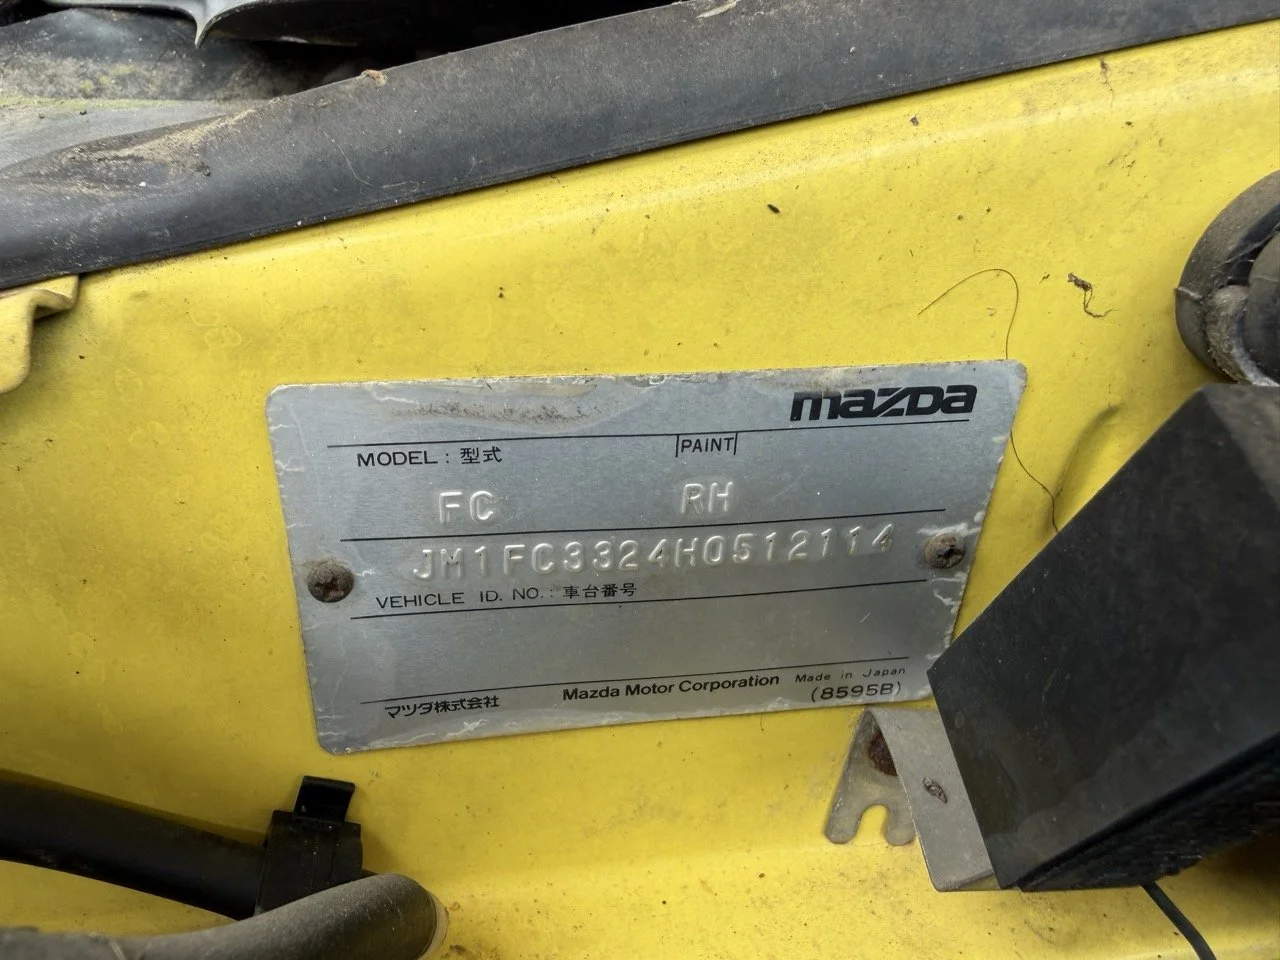 mazda
MODEL : 型式 PAINT
FC RH
JM1FC3324H0512114
VEHICLE ID. NO. : 車台番号
マツダ株式会社 Mazda Motor Corporation Made in Japan
(8595B)